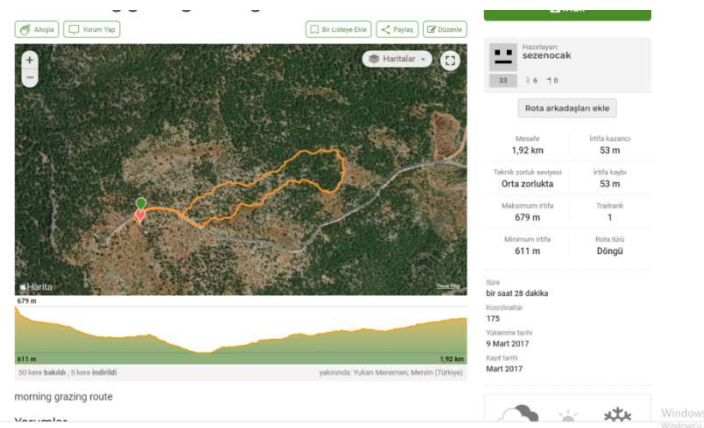 Alkışla
Yorum Yap
Bir Listeye Ekle
Paylaş
Düzenle
Haritalar
+
−
Harita
679 m
611 m
1,92 km
50 kere bakıldı , 5 kere indirildi
yakınında: Yukarı Menemen, Mersin (Türkiye)
morning grazing route
Hazırlayan
sezenocak
33
6
0
Rota arkadaşları ekle
Mesafe
1,92 km
İrtifa kazancı
53 m
Teknik zorluk seviyesi
Orta zorlukta
irtifa kaybı
53 m
Maksimum irtifa
679 m
Trailrank
1
Minimum irtifa
611 m
Rota türü
Döngü
Süre
bir saat 28 dakika
Koordinatlar
175
Yüklenme tarihi
9 Mart 2017
Kayıt tarihi
Mart 2017
Windows